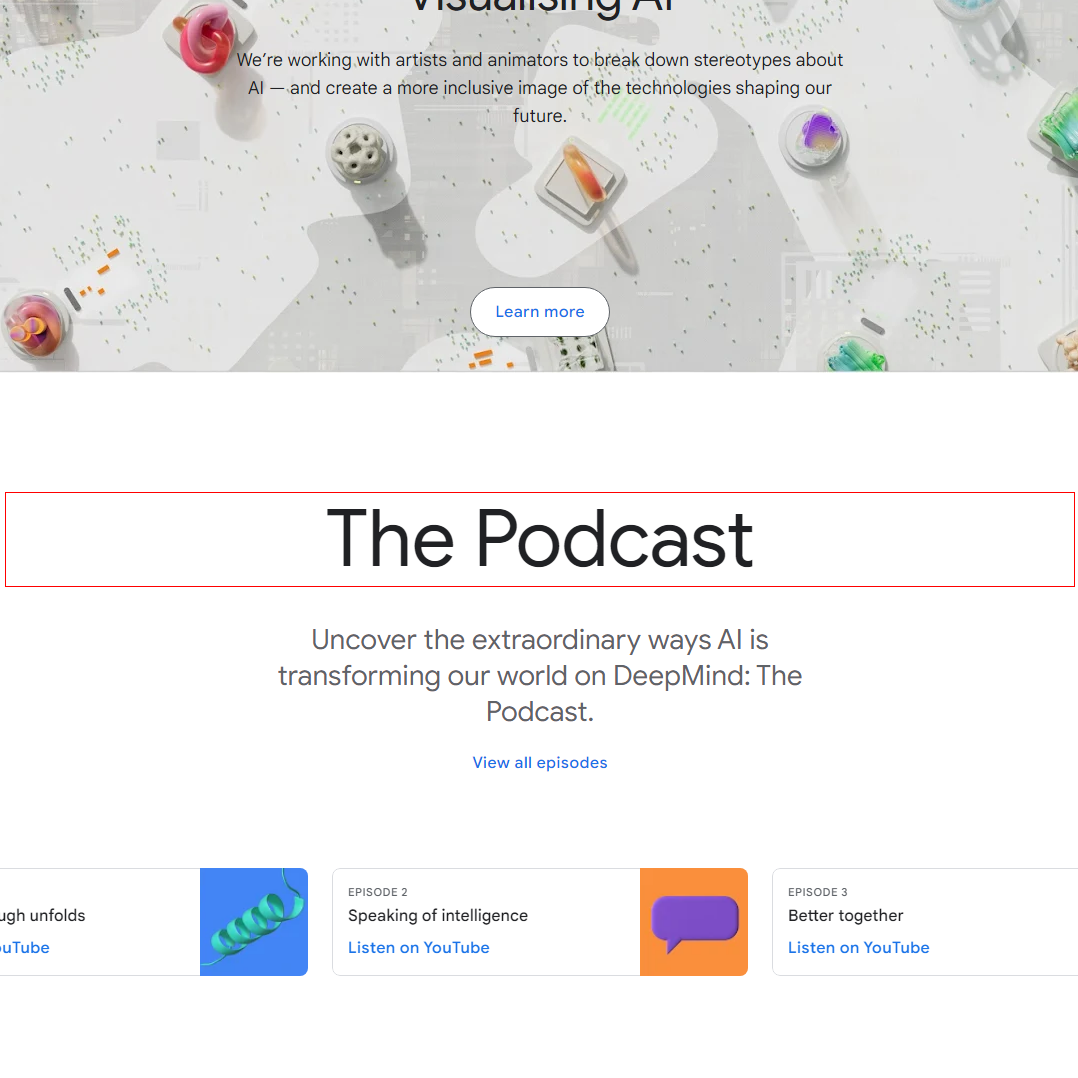 Visualising AI
We’re working with artists and animators to break down stereotypes about
AI — and create a more inclusive image of the technologies shaping our
future.
Learn more
The Podcast
Uncover the extraordinary ways AI is
transforming our world on DeepMind: The
Podcast.
View all episodes
ugh unfolds
ouTube
EPISODE 2
Speaking of intelligence
Listen on YouTube
EPISODE 3
Better together
Listen on YouTube